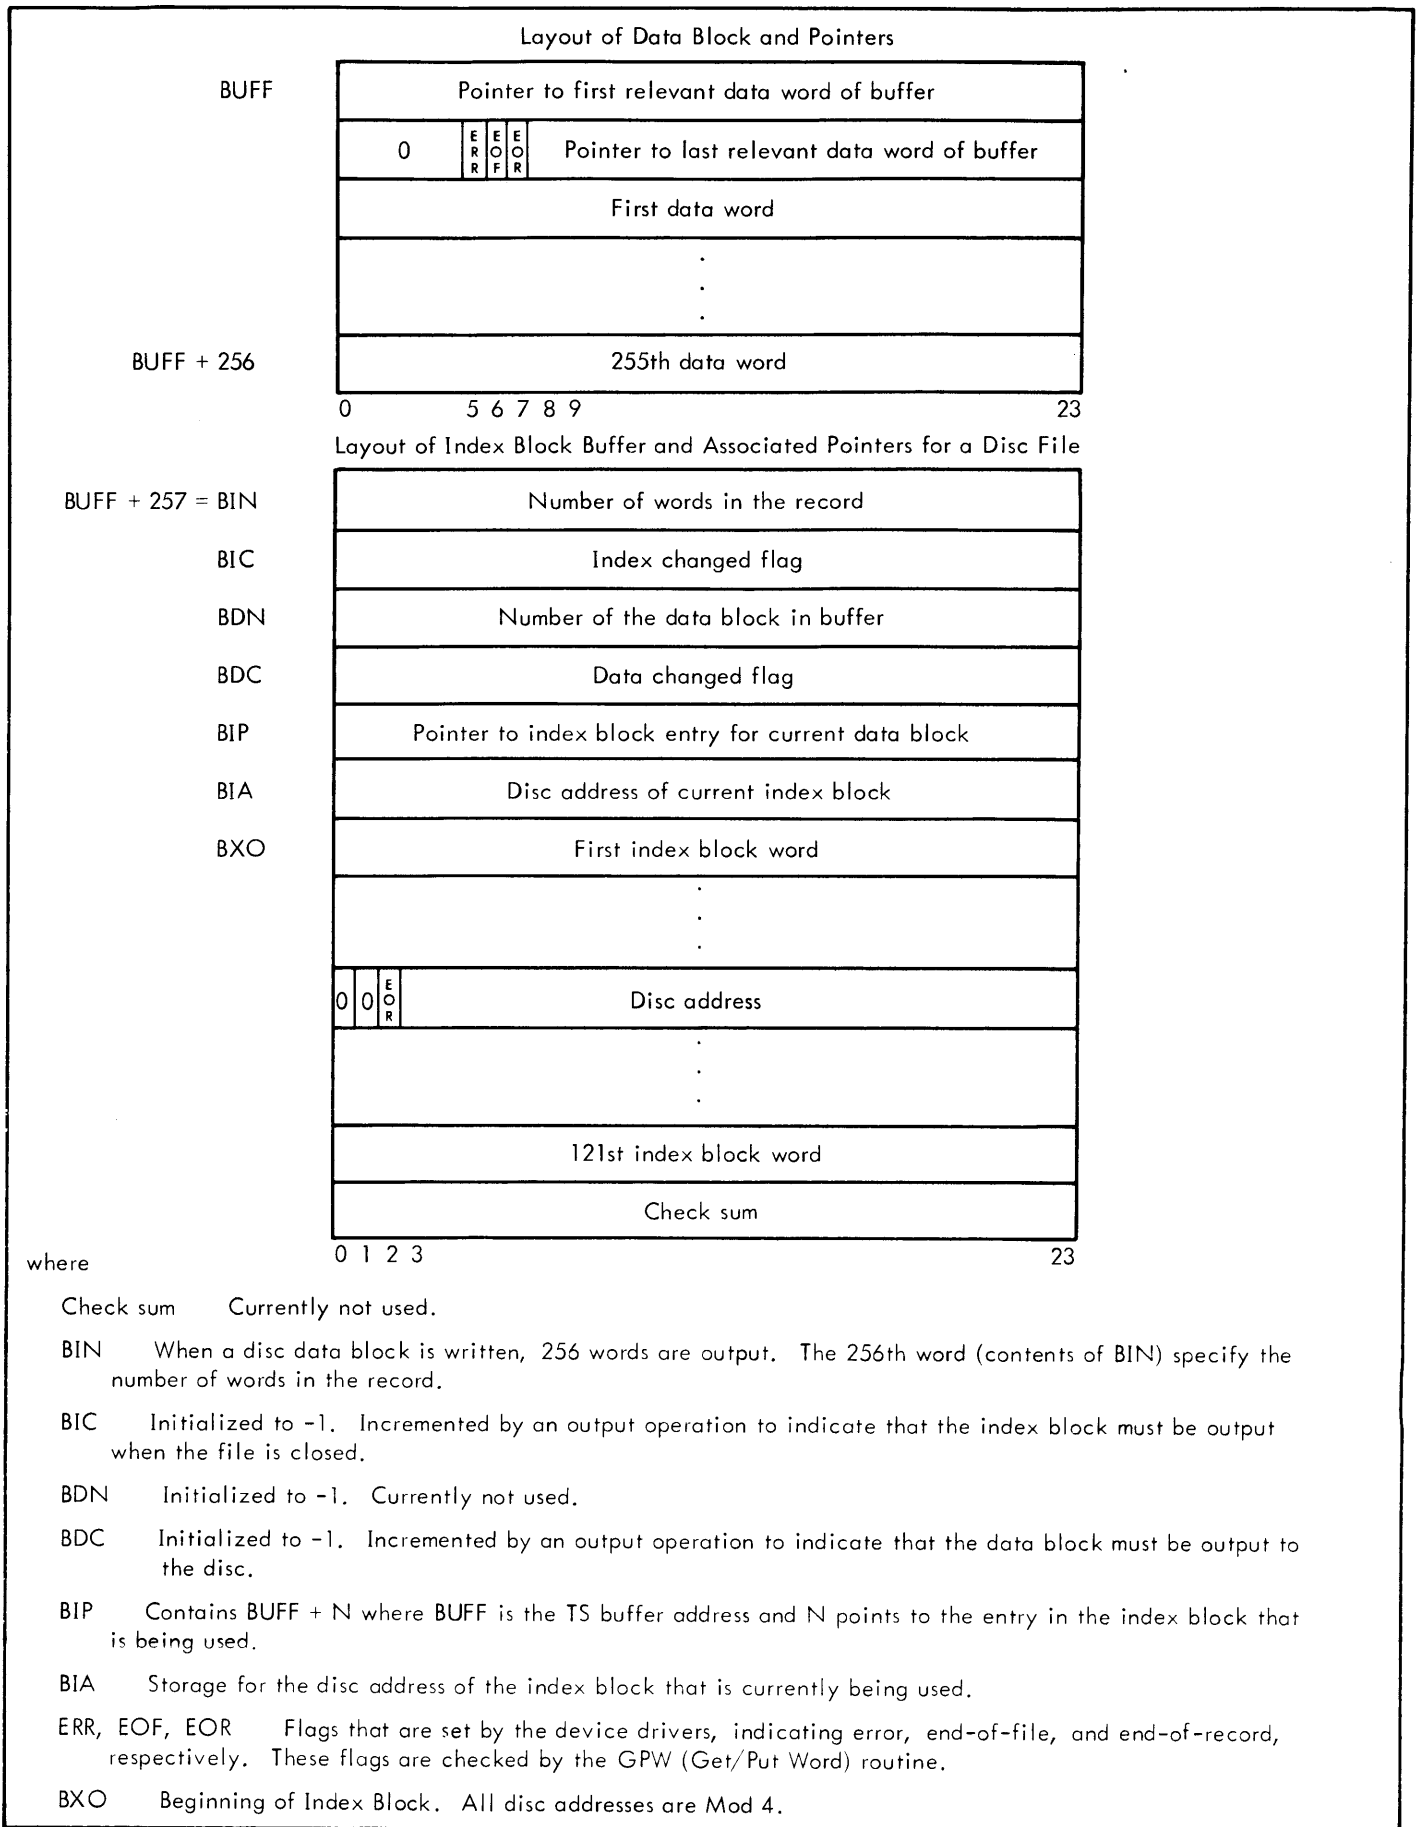 Layout of Data Block and Pointers
BUFF Pointer to first relevant data word of buffer
0 ERR EOF EOR Pointer to last relevant data word of buffer
First data word
.
.
.
BUFF + 256 255th data word
0 5 6 7 8 9 23
Layout of Index Block Buffer and Associated Pointers for a Disc File
BUFF + 257 = BIN Number of words in the record
BIC Index changed flag
BDN Number of the data block in buffer
BDC Data changed flag
BIP Pointer to index block entry for current data block
BIA Disc address of current index block
BXO First index block word
.
.
.
0 0 EOR Disc address
.
.
.
121st index block word
Check sum
0 1 2 3 23
where
Check sum Currently not used.
BIN When a disc data block is written, 256 words are output. The 256th word (contents of BIN) specify the
number of words in the record.
BIC Initialized to -1. Incremented by an output operation to indicate that the index block must be output
when the file is closed.
BDN Initialized to -1. Currently not used.
BDC Initialized to -1. Incremented by an output operation to indicate that the data block must be output to
the disc.
BIP Contains BUFF + N where BUFF is the TS buffer address and N points to the entry in the index block that
is being used.
BIA Storage for the disc address of the index block that is currently being used.
ERR, EOF, EOR Flags that are set by the device drivers, indicating error, end-of-file, and end-of-record,
respectively. These flags are checked by the GPW (Get/Put Word) routine.
BXO Beginning of Index Block. All disc addresses are Mod 4.